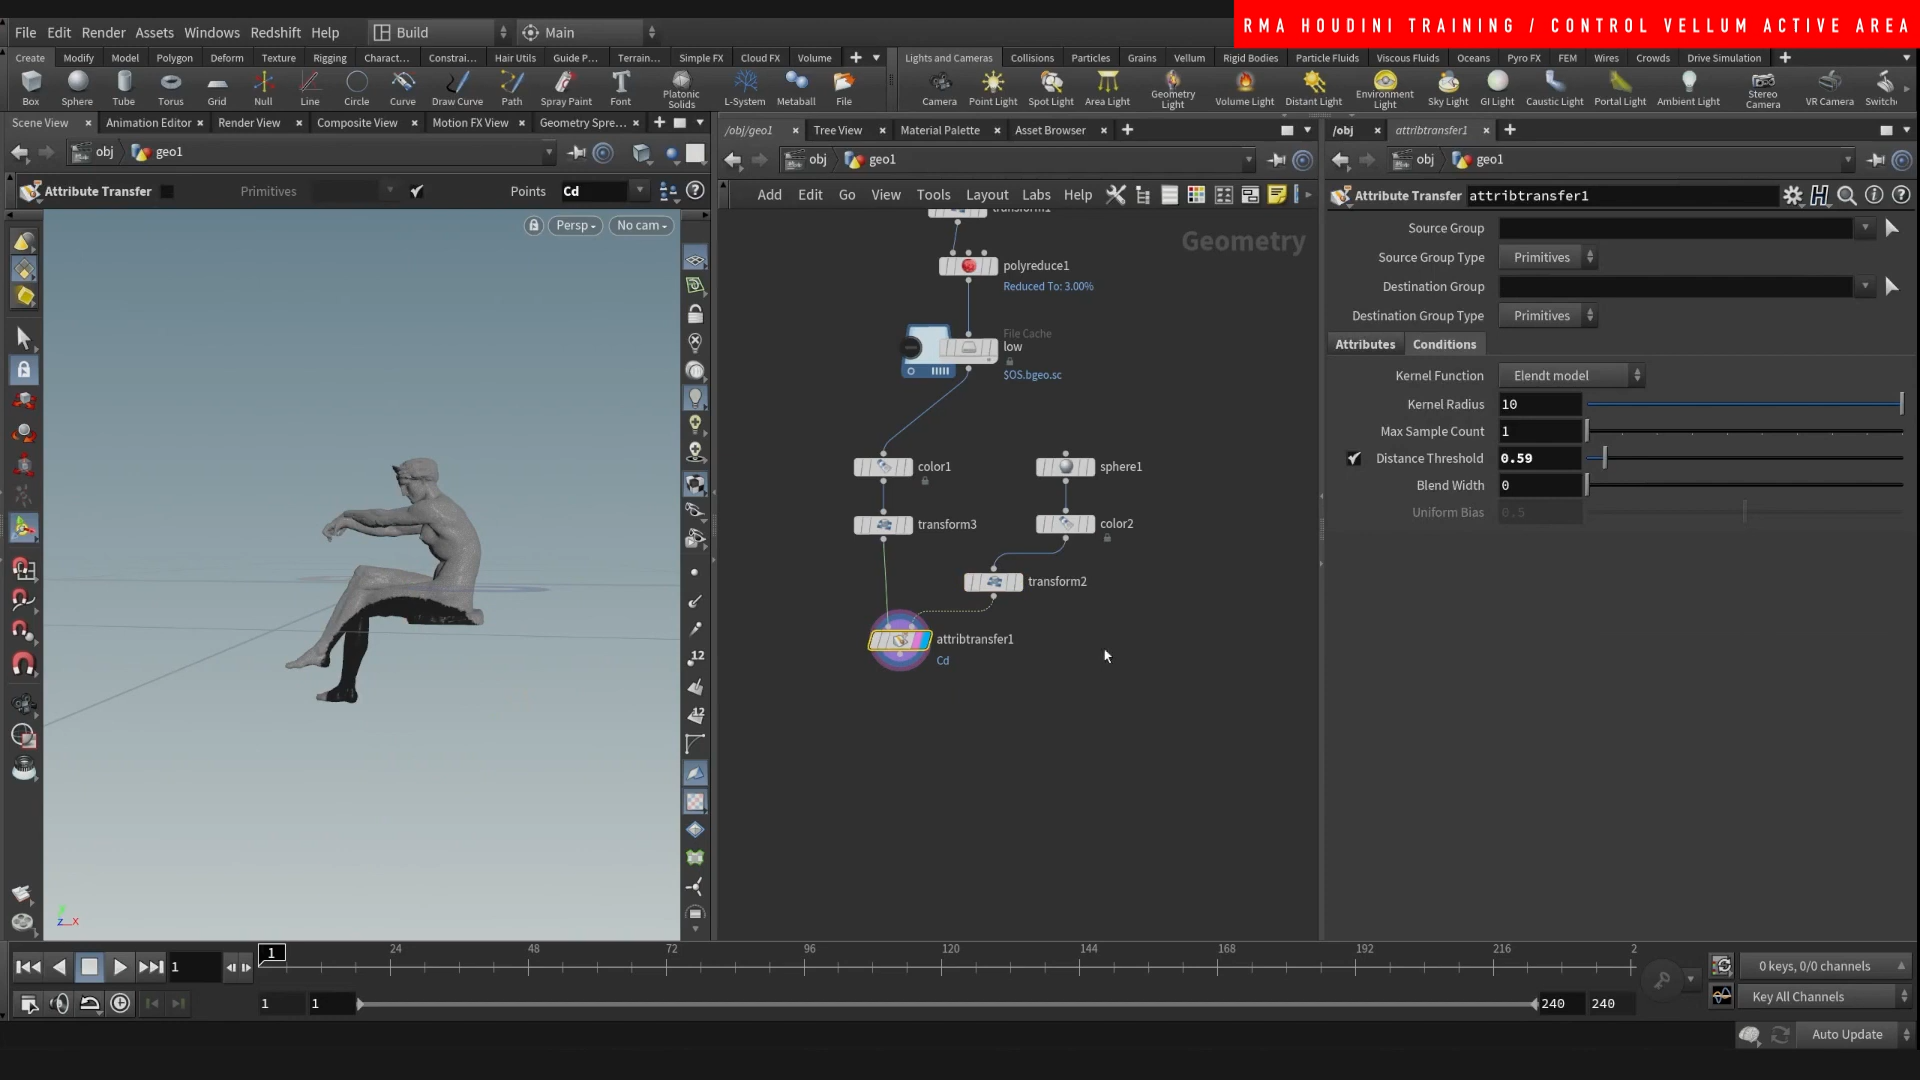 RMA HOUDINI TRAINING / CONTROL VELLUM ACTIVE AREA
File Edit Render Assets Windows Redshift Help Build Main
Create Modify Model Polygon Deform Texture Rigging Charact... Constrai... Hair Utils Guide P... Terrain... Simple FX Cloud FX Volume
Lights and Cameras Collisions Particles Grains Vellum Rigid Bodies Particle Fluids Viscous Fluids Oceans Pyro FX FEM Wires Crowds Drive Simulation
Box Sphere Tube Torus Grid Null Line Circle Curve Draw Curve Path Spray Paint Font Platonic Solids L-System Metaball File
Camera Point Light Spot Light Area Light Geometry Light Volume Light Distant Light Environment Light Sky Light GI Light Caustic Light Portal Light Ambient Light Stereo Camera VR Camera Switch
Scene View Animation Editor Render View Composite View Motion FX View Geometry Spre...
/obj/geo1 Tree View Material Palette Asset Browser
/obj attribtransfer1
obj geo1
obj geo1
obj geo1
Attribute Transfer Primitives Points Cd
Add Edit Go View Tools Layout Labs Help
Attribute Transfer attribtransfer1
Persp No cam
Geometry
transform1
polyreduce1
Reduced To: 3.00%
File Cache
low
$OS.bgeo.sc
color1
sphere1
transform3
color2
transform2
attribtransfer1
Cd
Source Group
Source Group Type Primitives
Destination Group
Destination Group Type Primitives
Attributes Conditions
Kernel Function Elendt model
Kernel Radius 10
Max Sample Count 1
Distance Threshold 0.59
Blend Width 0
Uniform Bias 0.5
12
12
z x
1 24 48 72 96 120 144 168 192 216 2
1
0 keys, 0/0 channels
1 1 240 240
Key All Channels
Auto Update